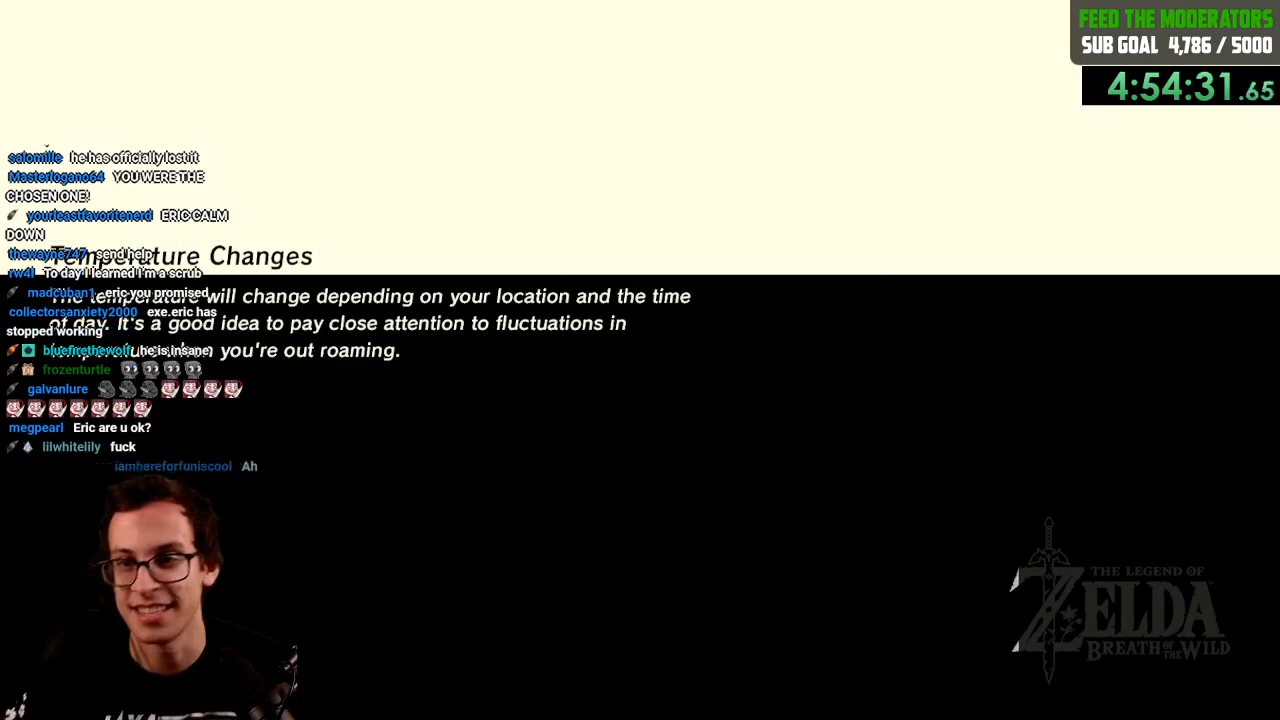 FEED THE MODERATORS
SUB GOAL 4,786 / 5000
4:54:31.65
salomille he has officially lost it
Masterlogano64 YOU WERE THE
CHOSEN ONE!
yourleastfavoritenerd ERIC CALM
DOWN
Temperature Changes
thewayne747 send help
rw4l To day I learned I'm a scrub
madcuban1 eric you promised
The temperature will change depending on your location and the time
collectorsanxiety2000 exe.eric has
stopped working
of day. It's a good idea to pay close attention to fluctuations in
bluefirethewolf he is insane
you're out roaming.
frozenturtle
galvanlure
megpearl Eric are u ok?
lilwhitelily fuck
iamhereforfuniscool Ah
THE LEGEND OF
ZELDA
BREATH OF THE WILD